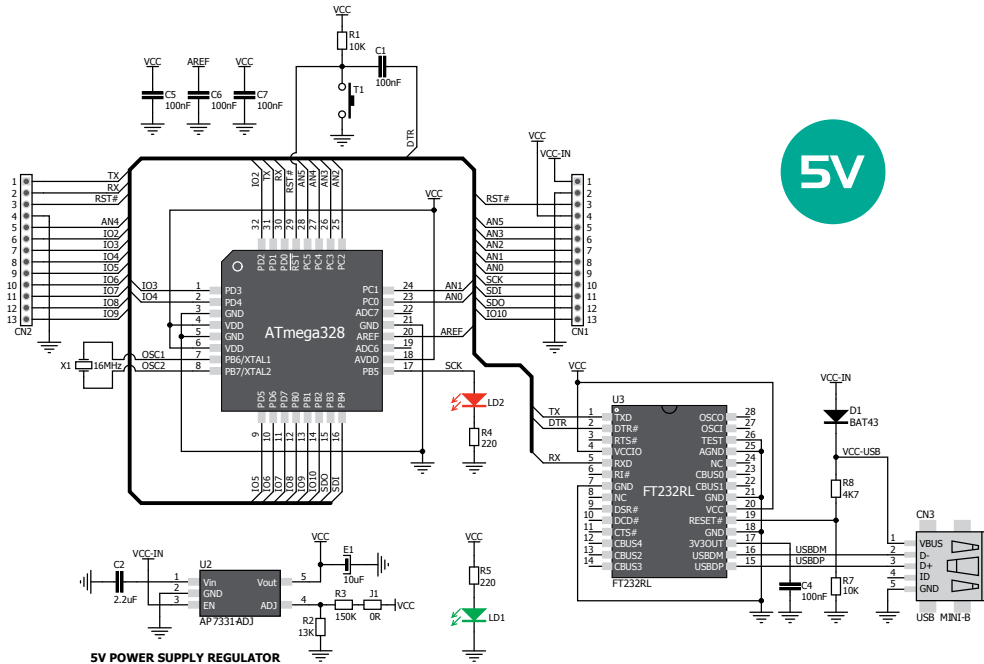 VCC
R1
10K
C1
100nF
T1
DTR
VCC
C5
100nF
AREF
C6
100nF
VCC
C7
100nF
5V
1
2
3
4
5
6
7
8
9
10
11
12
13
CN2
TX
RX
RST#
AN4
IO2
IO3
IO4
IO5
IO6
IO7
IO8
IO9
IO3
IO4
X1
16MHz
OSC1
OSC2
IO2
TX
RX
RST#
AN5
AN4
AN3
AN2
32
31
30
29
28
27
26
25
PD2
PD1
PD0
RST
PC5
PC4
PC3
PC2
1 PD3
2 PD4
3 GND
4 VDD
5 GND
6 VDD
7 PB6/XTAL1
8 PB7/XTAL2
ATmega328
PC1 24 AN1
PC0 23 AN0
ADC7 22
GND 21
AREF 20 AREF
ADC6 19
AVDD 18
PB5 17 SCK
PD5
PD6
PD7
PB0
PB1
PB2
PB3
PB4
9
10
11
12
13
14
15
16
IO5
IO6
IO7
IO8
IO9
IO10
SDO
SDI
VCC
LD2
R4
220
VCC
VCC-IN
RST#
AN5
AN3
AN2
AN1
AN0
SCK
SDI
SDO
IO10
1
2
3
4
5
6
7
8
9
10
11
12
13
CN1
VCC
U3
TX
DTR
RX
1 TXD
2 DTR#
3 RTS#
4 VCCIO
5 RXD
6 RI#
7 GND
8 NC
9 DSR#
10 DCD#
11 CTS#
12 CBUS4
13 CBUS2
14 CBUS3
FT232RL
OSCO 28
OSCI 27
TEST 26
AGND 25
NC 24
CBUS0 23
CBUS1 22
GND 21
VCC 20
RESET# 19
GND 18
3V3OUT 17
USBDM 16 USBDM
USBDP 15 USBDP
FT232RL
C4
100nF
VCC-IN
D1
BAT43
VCC-USB
R8
4K7
R7
10K
CN3
1 VBUS
2 D-
3 D+
4 ID
5 GND
USB MINI-B
C2
2.2uF
VCC-IN
U2
1 Vin
2 GND
3 EN
Vout 5
ADJ 4
AP7331-ADJ
VCC
E1
10uF
R3
150K
J1
0R
VCC
R2
13K
VCC
R5
220
LD1
5V POWER SUPPLY REGULATOR